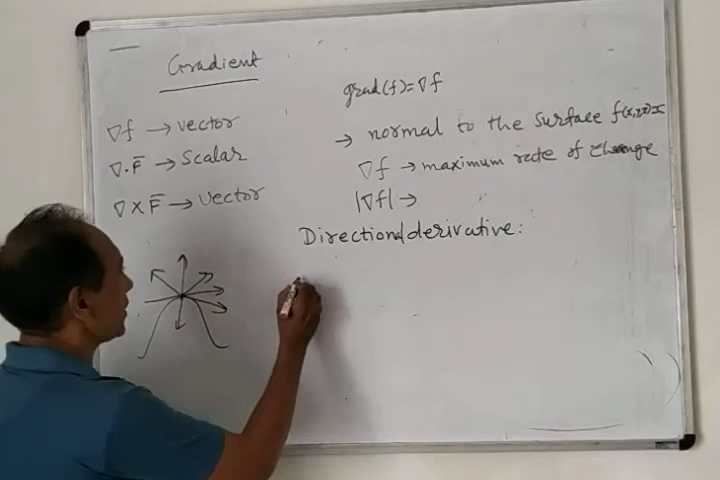 Gradient
∇f → vector
∇.F̅ → Scalar
∇×F̅ → vector
grad(f)=∇f
→ normal to the surface f(x,y,z)
∇f → maximum rate of change
|∇f| →
Directional derivative: